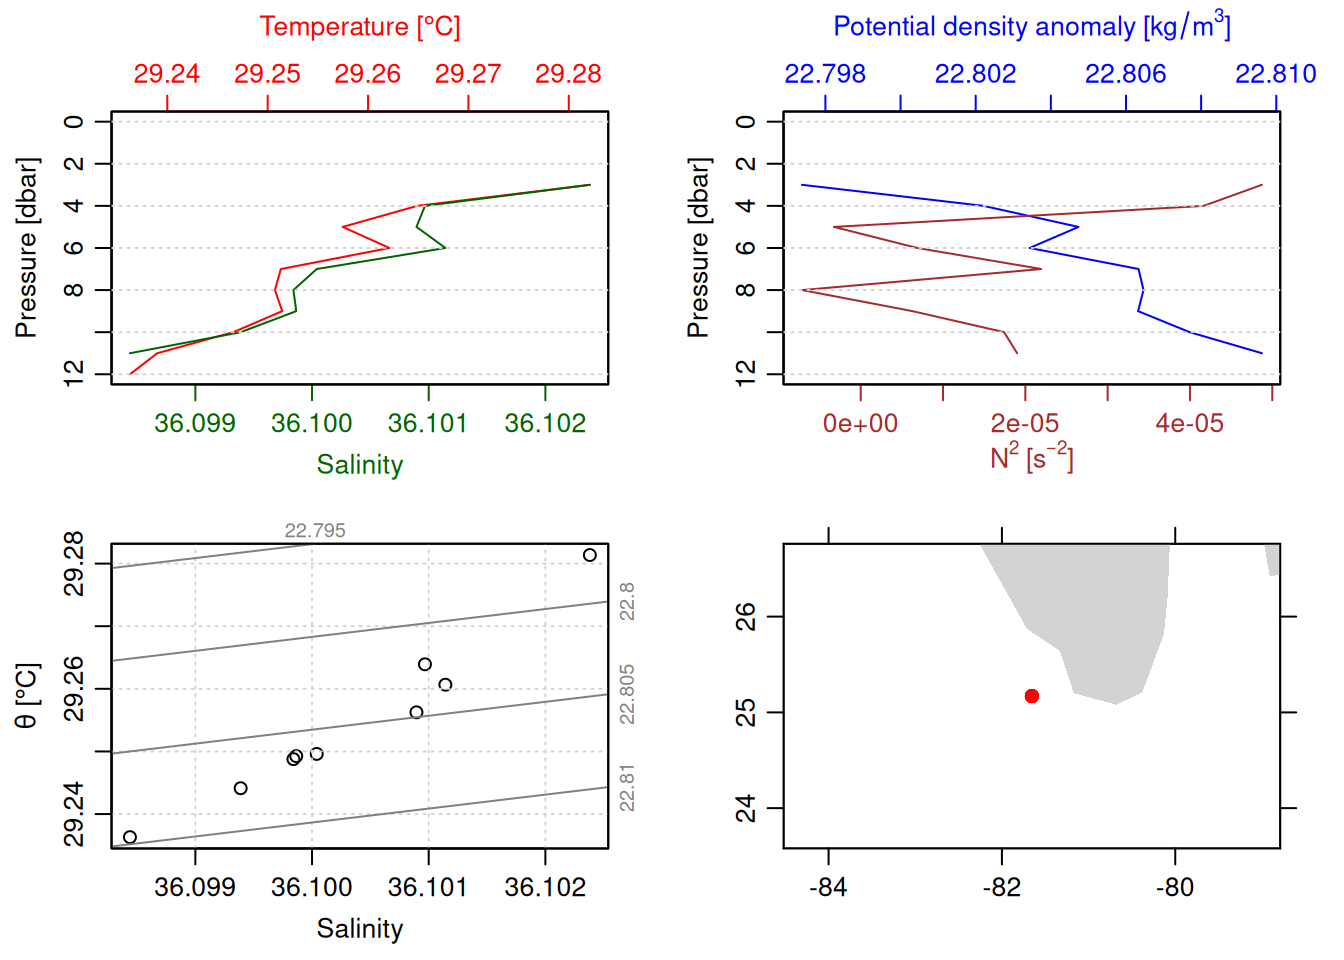 Temperature [°C]
29.24 29.25 29.26 29.27 29.28
Pressure [dbar]
0
2
4
6
8
12
36.099 36.100 36.101 36.102
Salinity
Potential density anomaly [kg/m³]
22.798 22.802 22.806 22.810
Pressure [dbar]
0
2
4
6
8
12
0e+00 2e-05 4e-05
N² [s⁻²]
22.795
θ [°C]
29.28
29.26
29.24
22.8
22.805
22.81
36.099 36.100 36.101 36.102
Salinity
26
25
24
-84 -82 -80